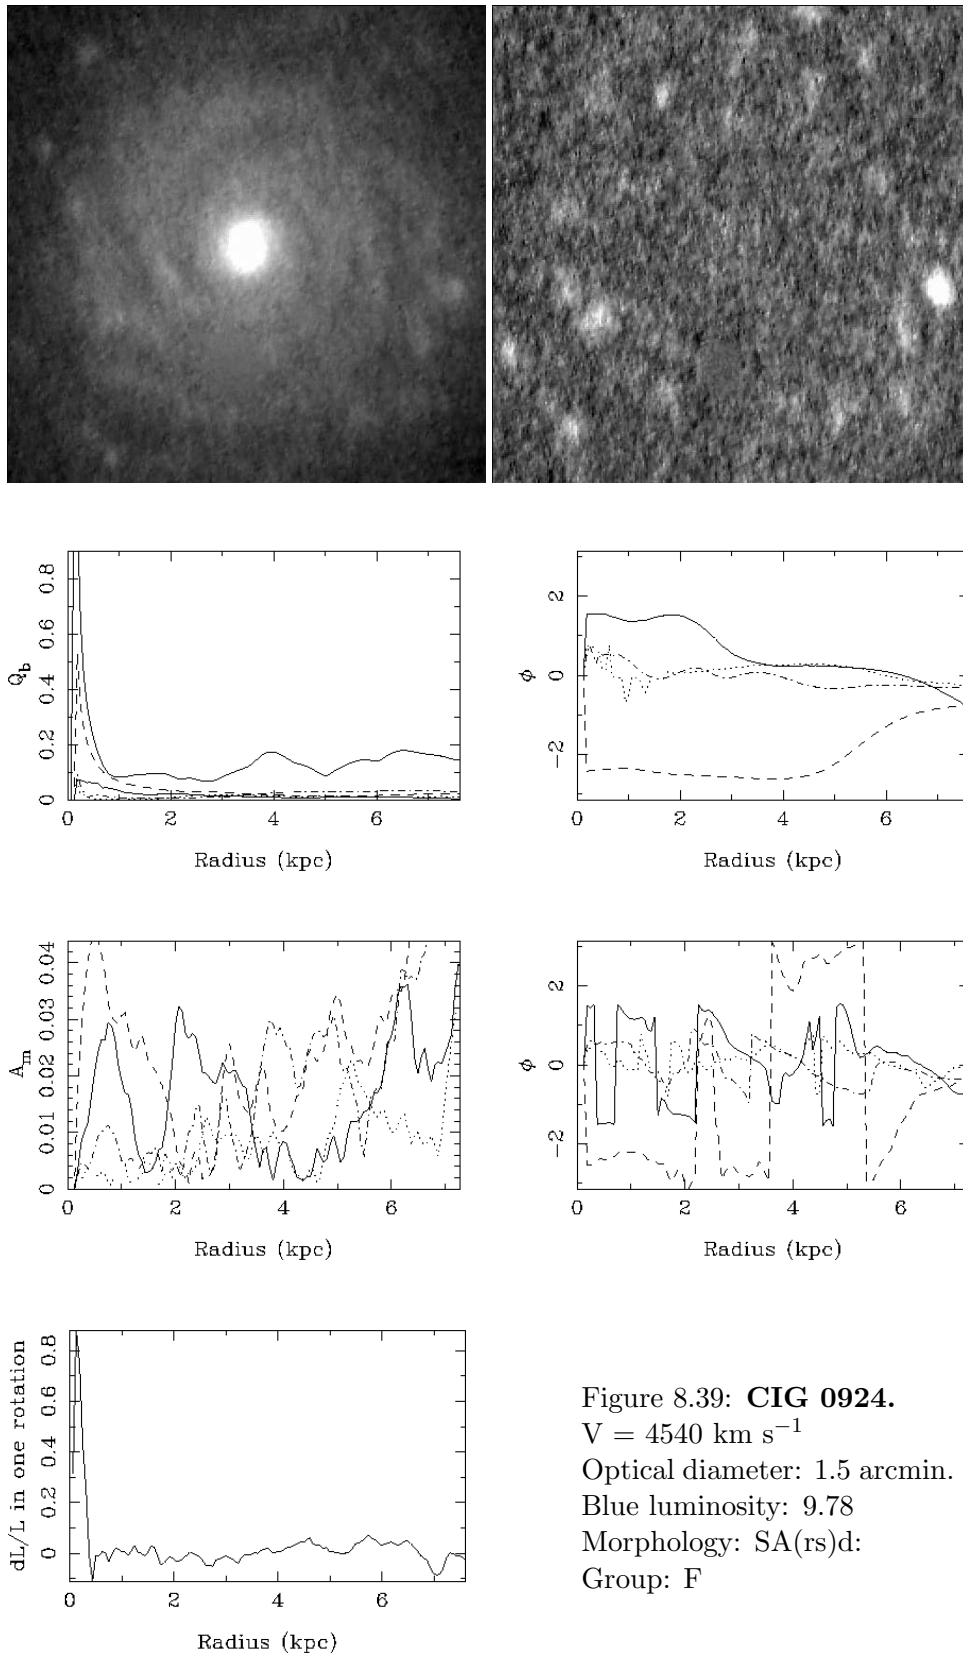 0.8
0.6
0.4
0.2
0
Q_b
0 2 4 6
Radius (kpc)
2
0
−2
ϕ
0 2 4 6
Radius (kpc)
0.04
0.03
0.02
0.01
0
A_m
0 2 4 6
Radius (kpc)
2
0
−2
ϕ
0 2 4 6
Radius (kpc)
0.8
0.6
0.4
0.2
0
dL/L in one rotation
0 2 4 6
Radius (kpc)
Figure 8.39: CIG 0924.
V = 4540 km s⁻¹
Optical diameter: 1.5 arcmin.
Blue luminosity: 9.78
Morphology: SA(rs)d:
Group: F